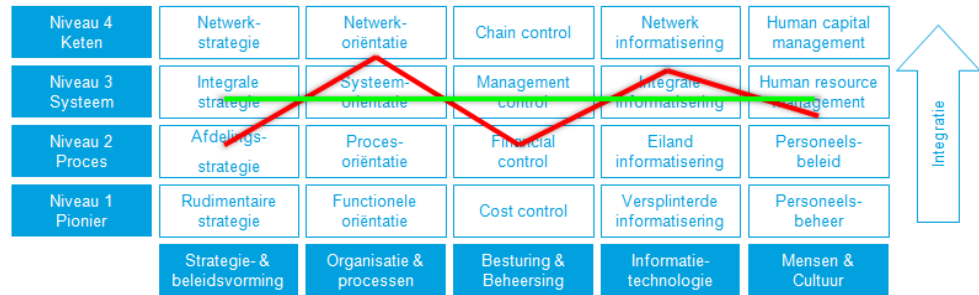 Niveau 4
Keten
Netwerk-
strategie
Netwerk-
oriëntatie
Chain control
Netwerk
informatisering
Human capital
management
Niveau 3
Systeem
Integrale
strategie
Systeem-
oriëntatie
Management
control
Integrale
informatisering
Human resource
management
Niveau 2
Proces
Afdelings-
strategie
Proces-
oriëntatie
Financial
control
Eiland
informatisering
Personeels-
beleid
Niveau 1
Pionier
Rudimentaire
strategie
Functionele
oriëntatie
Cost control
Versplinterde
informatisering
Personeels-
beheer
Strategie- &
beleidsvorming
Organisatie &
processen
Besturing &
Beheersing
Informatie-
technologie
Mensen &
Cultuur
Integratie